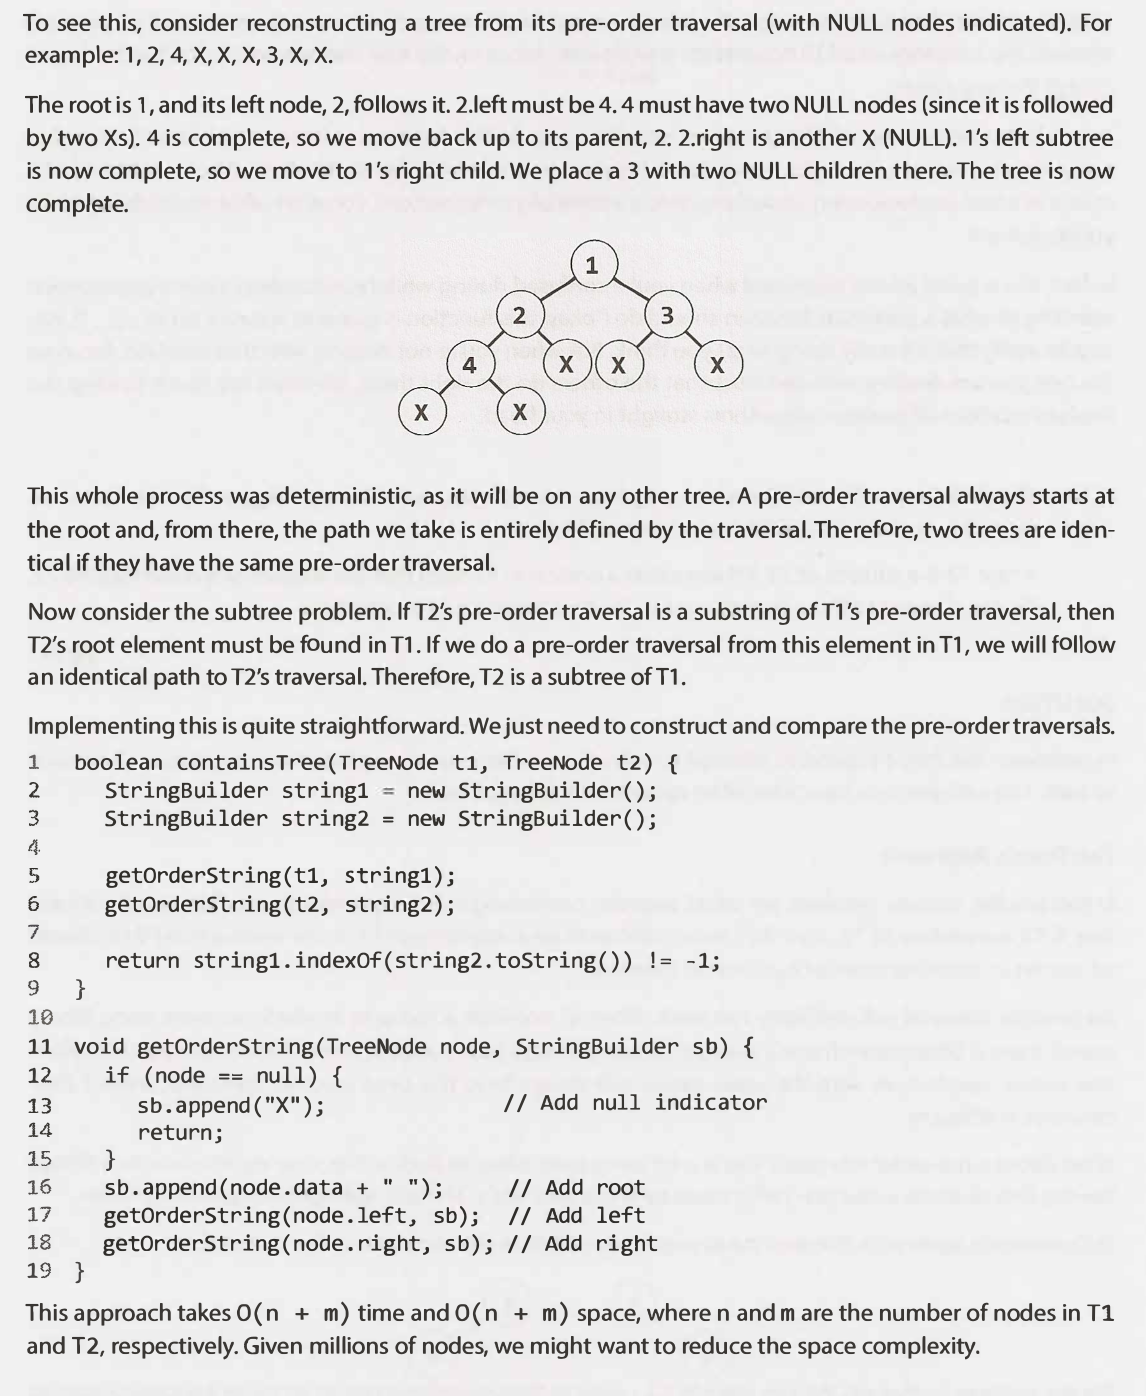 To see this, consider reconstructing a tree from its pre-order traversal (with NULL nodes indicated). For
example: 1, 2, 4, X, X, X, 3, X, X.
The root is 1, and its left node, 2, follows it. 2.left must be 4. 4 must have two NULL nodes (since it is followed
by two Xs). 4 is complete, so we move back up to its parent, 2. 2.right is another X (NULL). 1's left subtree
is now complete, so we move to 1's right child. We place a 3 with two NULL children there. The tree is now
complete.
1
2 3
4 X X X
X X
This whole process was deterministic, as it will be on any other tree. A pre-order traversal always starts at
the root and, from there, the path we take is entirely defined by the traversal. Therefore, two trees are iden-
tical if they have the same pre-order traversal.
Now consider the subtree problem. If T2's pre-order traversal is a substring of T1's pre-order traversal, then
T2's root element must be found in T1. If we do a pre-order traversal from this element in T1, we will follow
an identical path to T2's traversal. Therefore, T2 is a subtree of T1.
Implementing this is quite straightforward. We just need to construct and compare the pre-order traversals.
1 boolean containsTree(TreeNode t1, TreeNode t2) {
2 StringBuilder string1 = new StringBuilder();
3 StringBuilder string2 = new StringBuilder();
4
5 getOrderString(t1, string1);
6 getOrderString(t2, string2);
7
8 return string1.indexOf(string2.toString()) != -1;
9 }
10
11 void getOrderString(TreeNode node, StringBuilder sb) {
12 if (node == null) {
13 sb.append("X"); // Add null indicator
14 return;
15 }
16 sb.append(node.data + " "); // Add root
17 getOrderString(node.left, sb); // Add left
18 getOrderString(node.right, sb); // Add right
19 }
This approach takes O(n + m) time and O(n + m) space, where n and m are the number of nodes in T1
and T2, respectively. Given millions of nodes, we might want to reduce the space complexity.